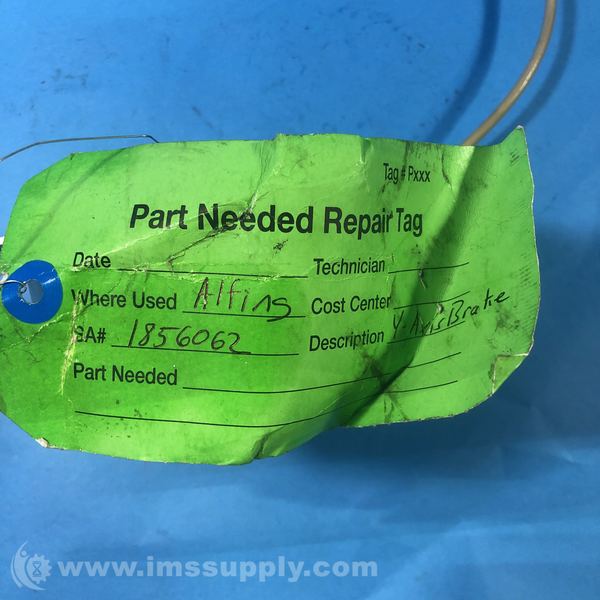 Tag # Pxxx
Part Needed Repair Tag
Date Technician
Where Used Alfing Cost Center
SA# 1856062 Description Y Axis Brake
Part Needed
www.imssupply.com